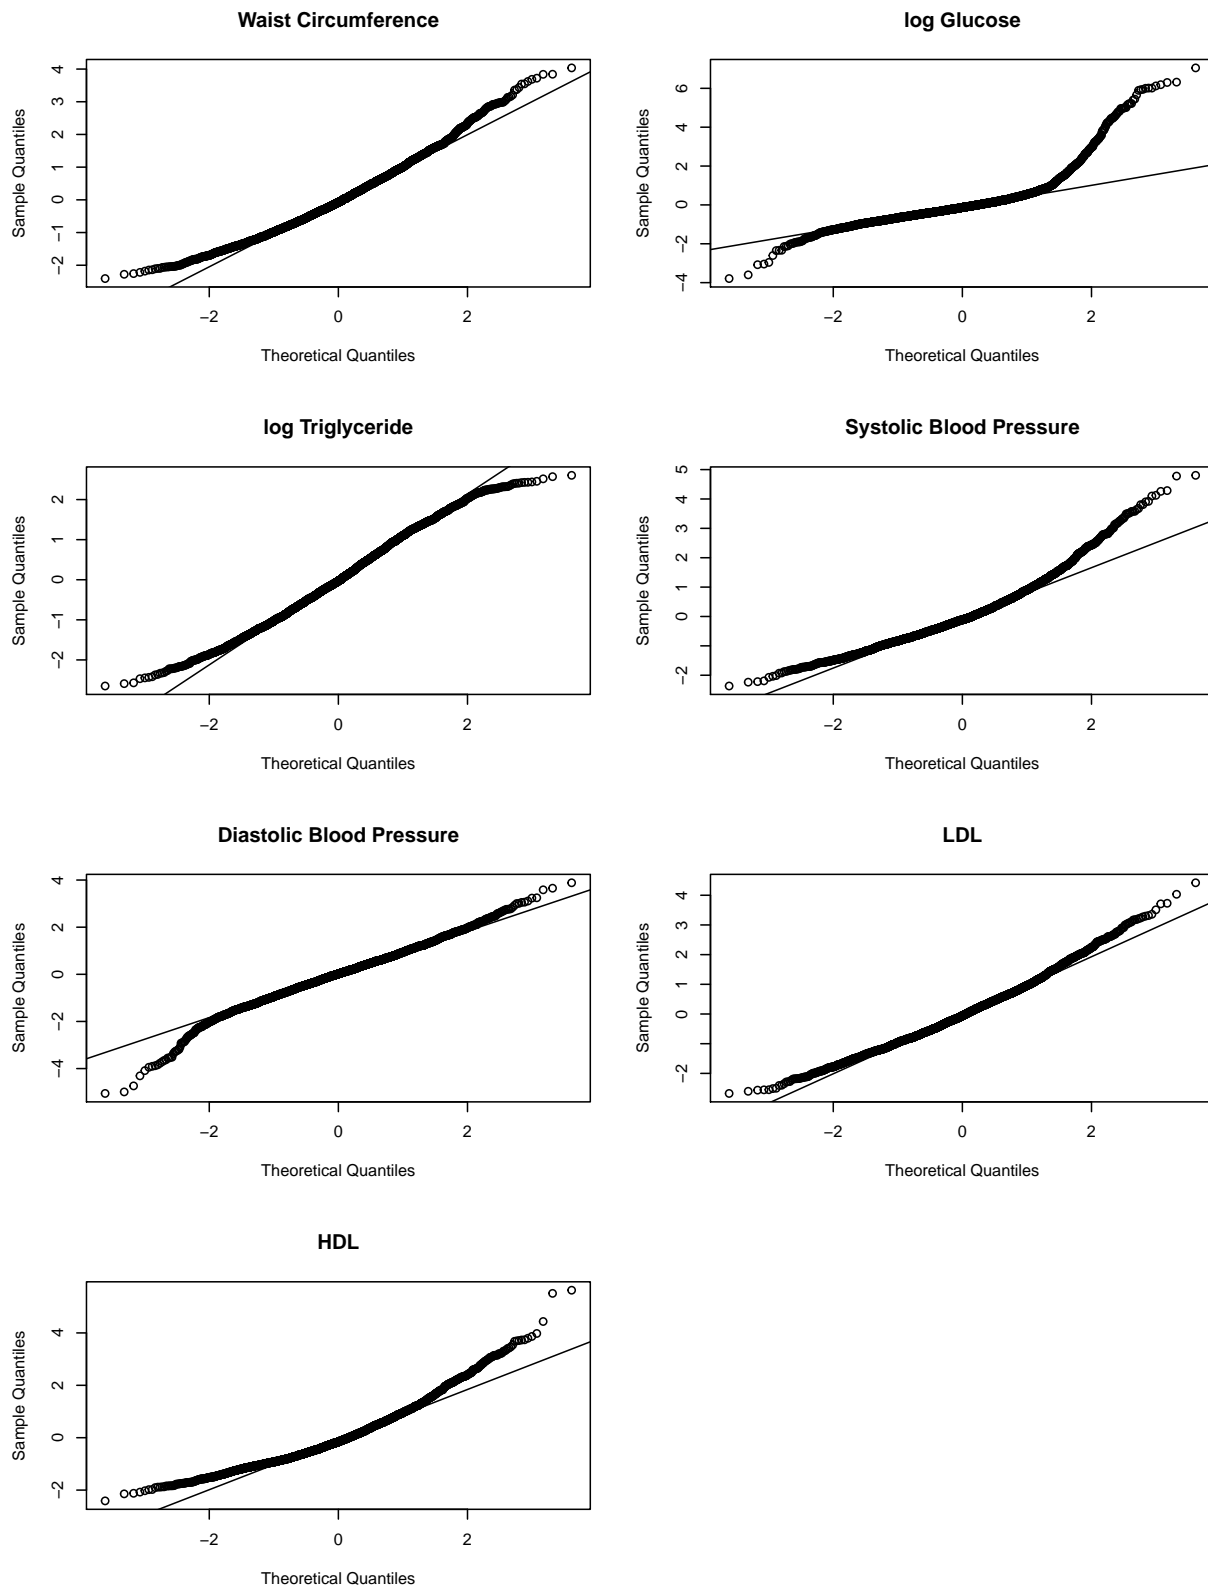 Waist Circumference
Sample Quantiles
4
3
2
1
0
−1
−2
−2 0 2
Theoretical Quantiles
log Glucose
Sample Quantiles
6
4
2
0
−2
−4
−2 0 2
Theoretical Quantiles
log Triglyceride
Sample Quantiles
2
1
0
−1
−2
−2 0 2
Theoretical Quantiles
Systolic Blood Pressure
Sample Quantiles
5
4
3
2
1
0
−2
−2 0 2
Theoretical Quantiles
Diastolic Blood Pressure
Sample Quantiles
4
2
0
−2
−4
−2 0 2
Theoretical Quantiles
LDL
Sample Quantiles
4
3
2
1
0
−2
−2 0 2
Theoretical Quantiles
HDL
Sample Quantiles
4
2
0
−2
−2 0 2
Theoretical Quantiles